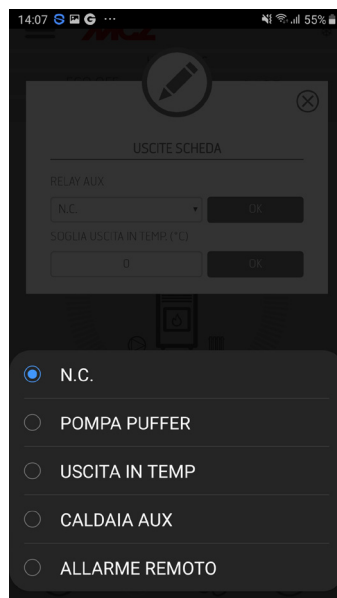 14:07 S G ... 55%
MCZ
USCITE SCHEDA
RELAY AUX
N.C. OK
SOGLIA USCITA IN TEMP. (°C)
0 OK
N.C.
POMPA PUFFER
USCITA IN TEMP
CALDAIA AUX
ALLARME REMOTO